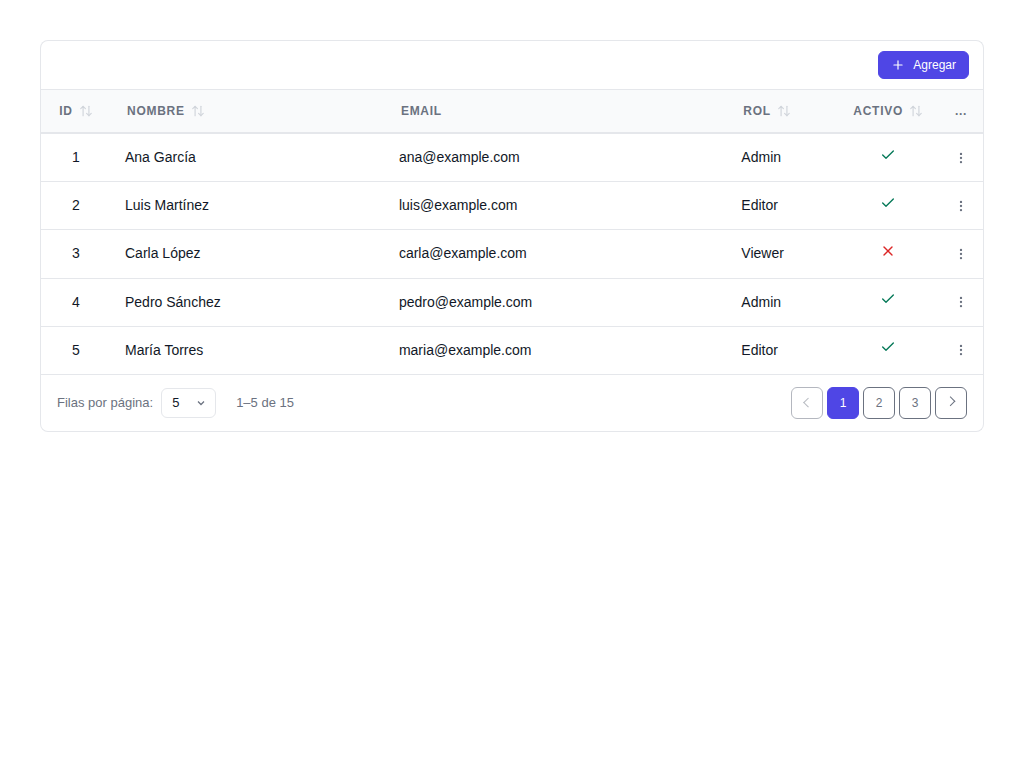 Agregar
ID NOMBRE EMAIL ROL ACTIVO ...
1 Ana García ana@example.com Admin
2 Luis Martínez luis@example.com Editor
3 Carla López carla@example.com Viewer
4 Pedro Sánchez pedro@example.com Admin
5 María Torres maria@example.com Editor
Filas por página: 5 1–5 de 15 1 2 3